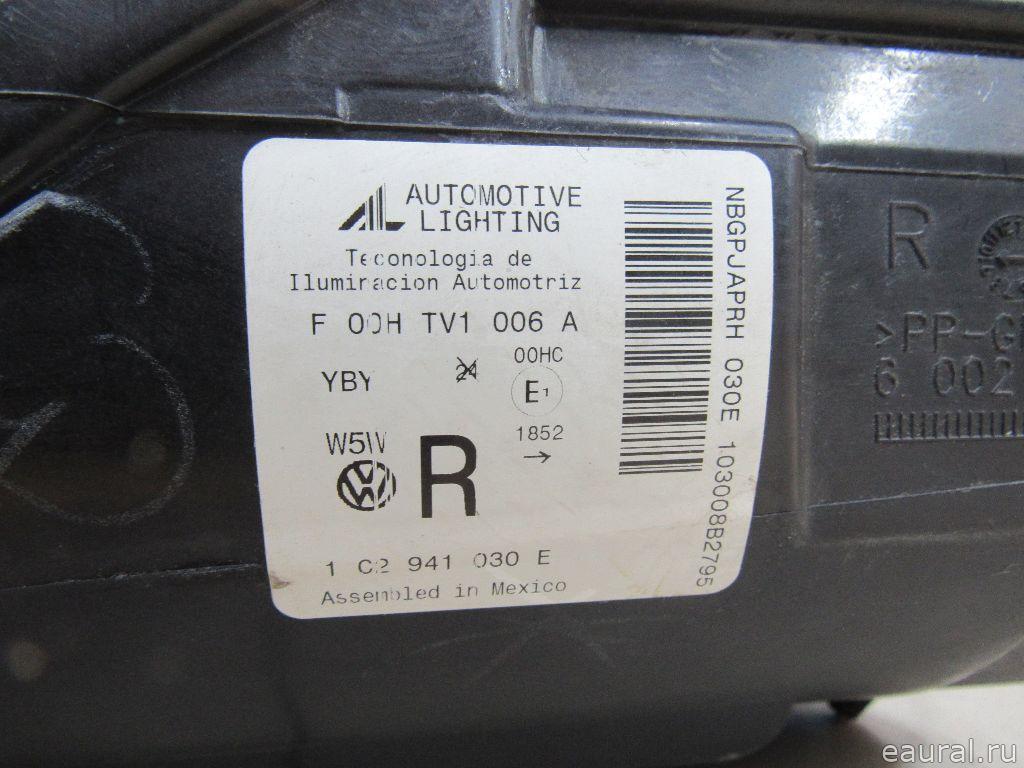 AUTOMOTIVE
LIGHTING
Teconologia de
Iluminacion Automotriz
F 00H TV1 006 A
00HC
YBY
24
E1
W5W
1852
→
R
1 C2 941 030 E
Assembled in Mexico
NBGPJAPRH 030E 103008B2795
R
>PP-G
6 002
eaural.ru